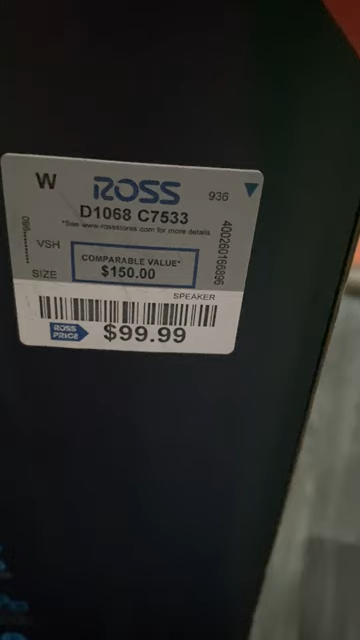 W ROSS 936
D1068 C7533
*See www.rossstores.com for more details
400260166896
VSH
COMPARABLE VALUE*
$150.00
SIZE
SPEAKER
ROSS PRICE $99.99